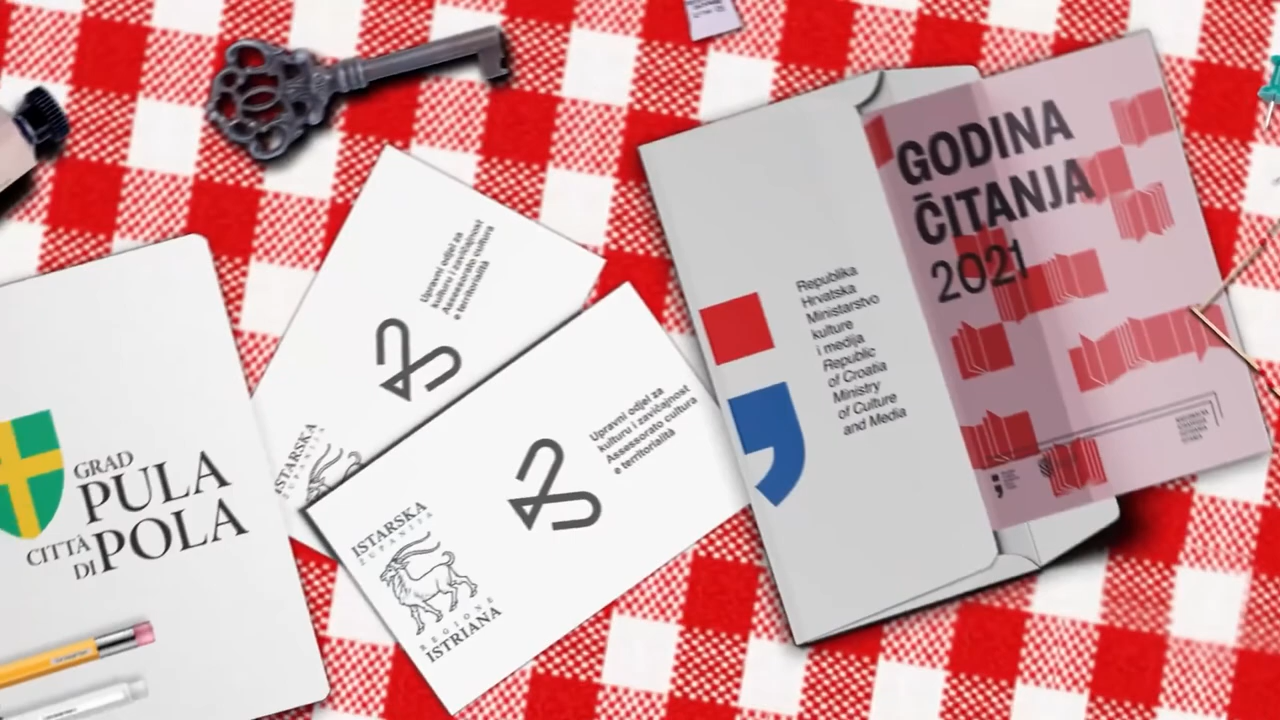 GRAD
PULA
CITTÀ
DI POLA
Upravni odjel za
kulturu i zavičajnost
Assessorato cultura
e territorialità
ISTARSKA
Upravni odjel za
kulturu i zavičajnost
Assessorato cultura
e territorialità
ISTARSKA
ŽUPANIJA
REGIONE
ISTRIANA
Republika
Hrvatska
Ministarstvo
kulture
i medija
Republic
of Croatia
Ministry
of Culture
and Media
GODINA
ČITANJA
2021